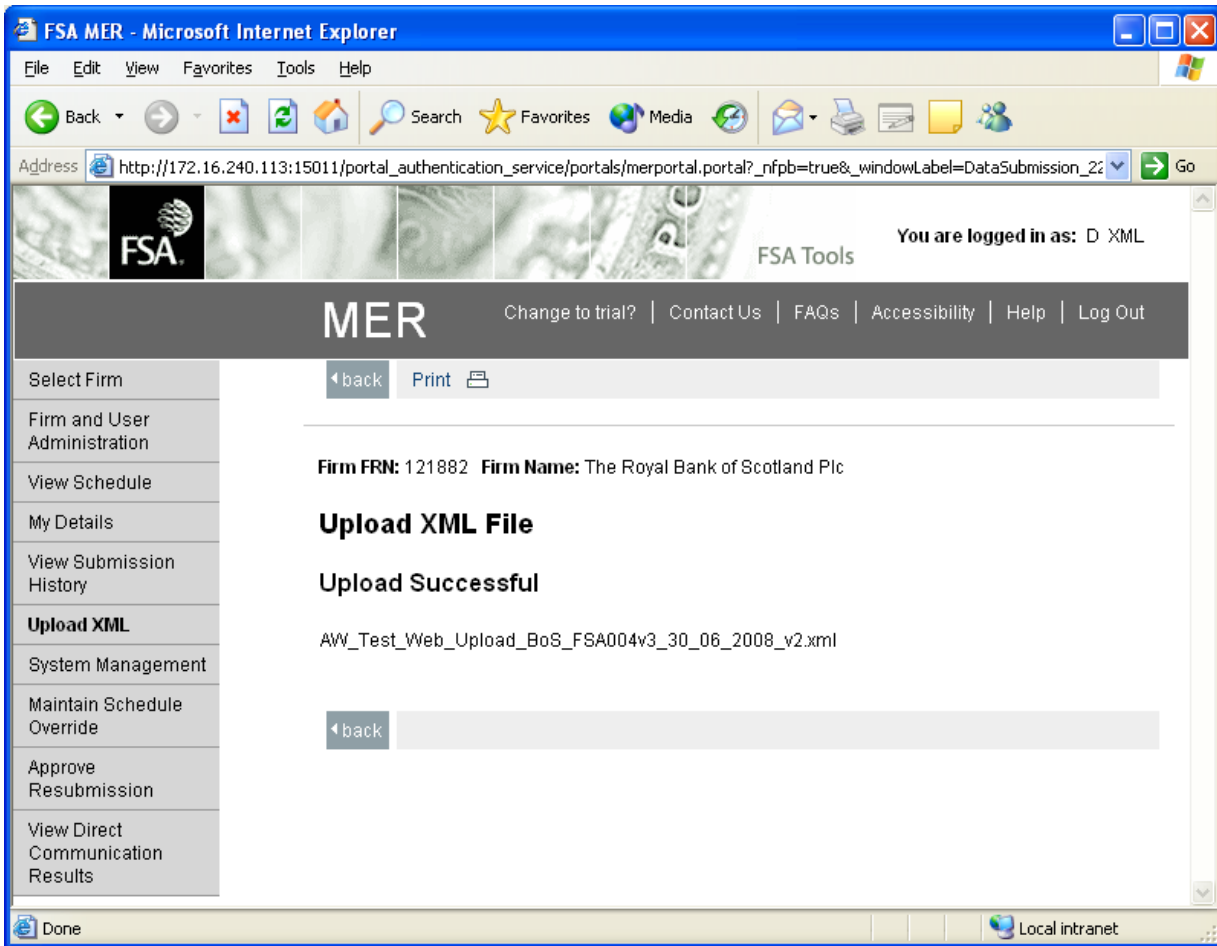 FSA MER - Microsoft Internet Explorer
File Edit View Favorites Tools Help
Back Search Favorites Media
Address http://172.16.240.113:15011/portal_authentication_service/portals/merportal.portal?_nfpb=true&_windowLabel=DataSubmission_22 Go
FSA
FSA Tools
You are logged in as: D XML
MER Change to trial? | Contact Us | FAQs | Accessibility | Help | Log Out
Select Firm
Firm and User
Administration
View Schedule
My Details
View Submission
History
Upload XML
System Management
Maintain Schedule
Override
Approve
Resubmission
View Direct
Communication
Results
back Print
Firm FRN: 121882 Firm Name: The Royal Bank of Scotland Plc
Upload XML File
Upload Successful
AW_Test_Web_Upload_BoS_FSA004v3_30_06_2008_v2.xml
back
Done
Local intranet